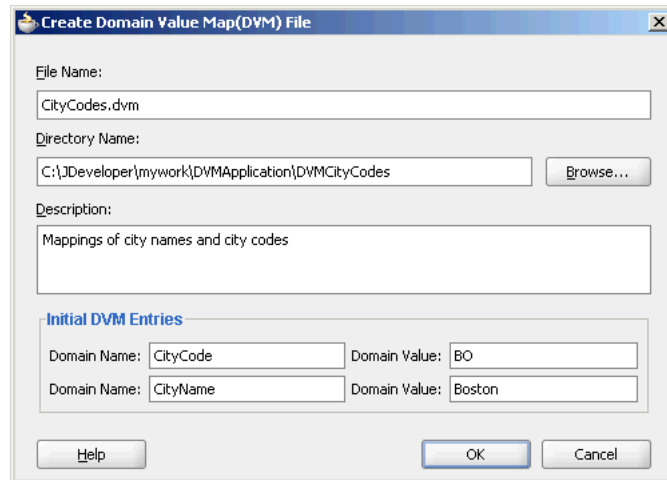 Create Domain Value Map(DVM) File
File Name:
CityCodes.dvm
Directory Name:
C:\JDeveloper\mywork\DVMApplication\DVMCityCodes Browse...
Description:
Mappings of city names and city codes
Initial DVM Entries
Domain Name: CityCode Domain Value: BO
Domain Name: CityName Domain Value: Boston
Help OK Cancel